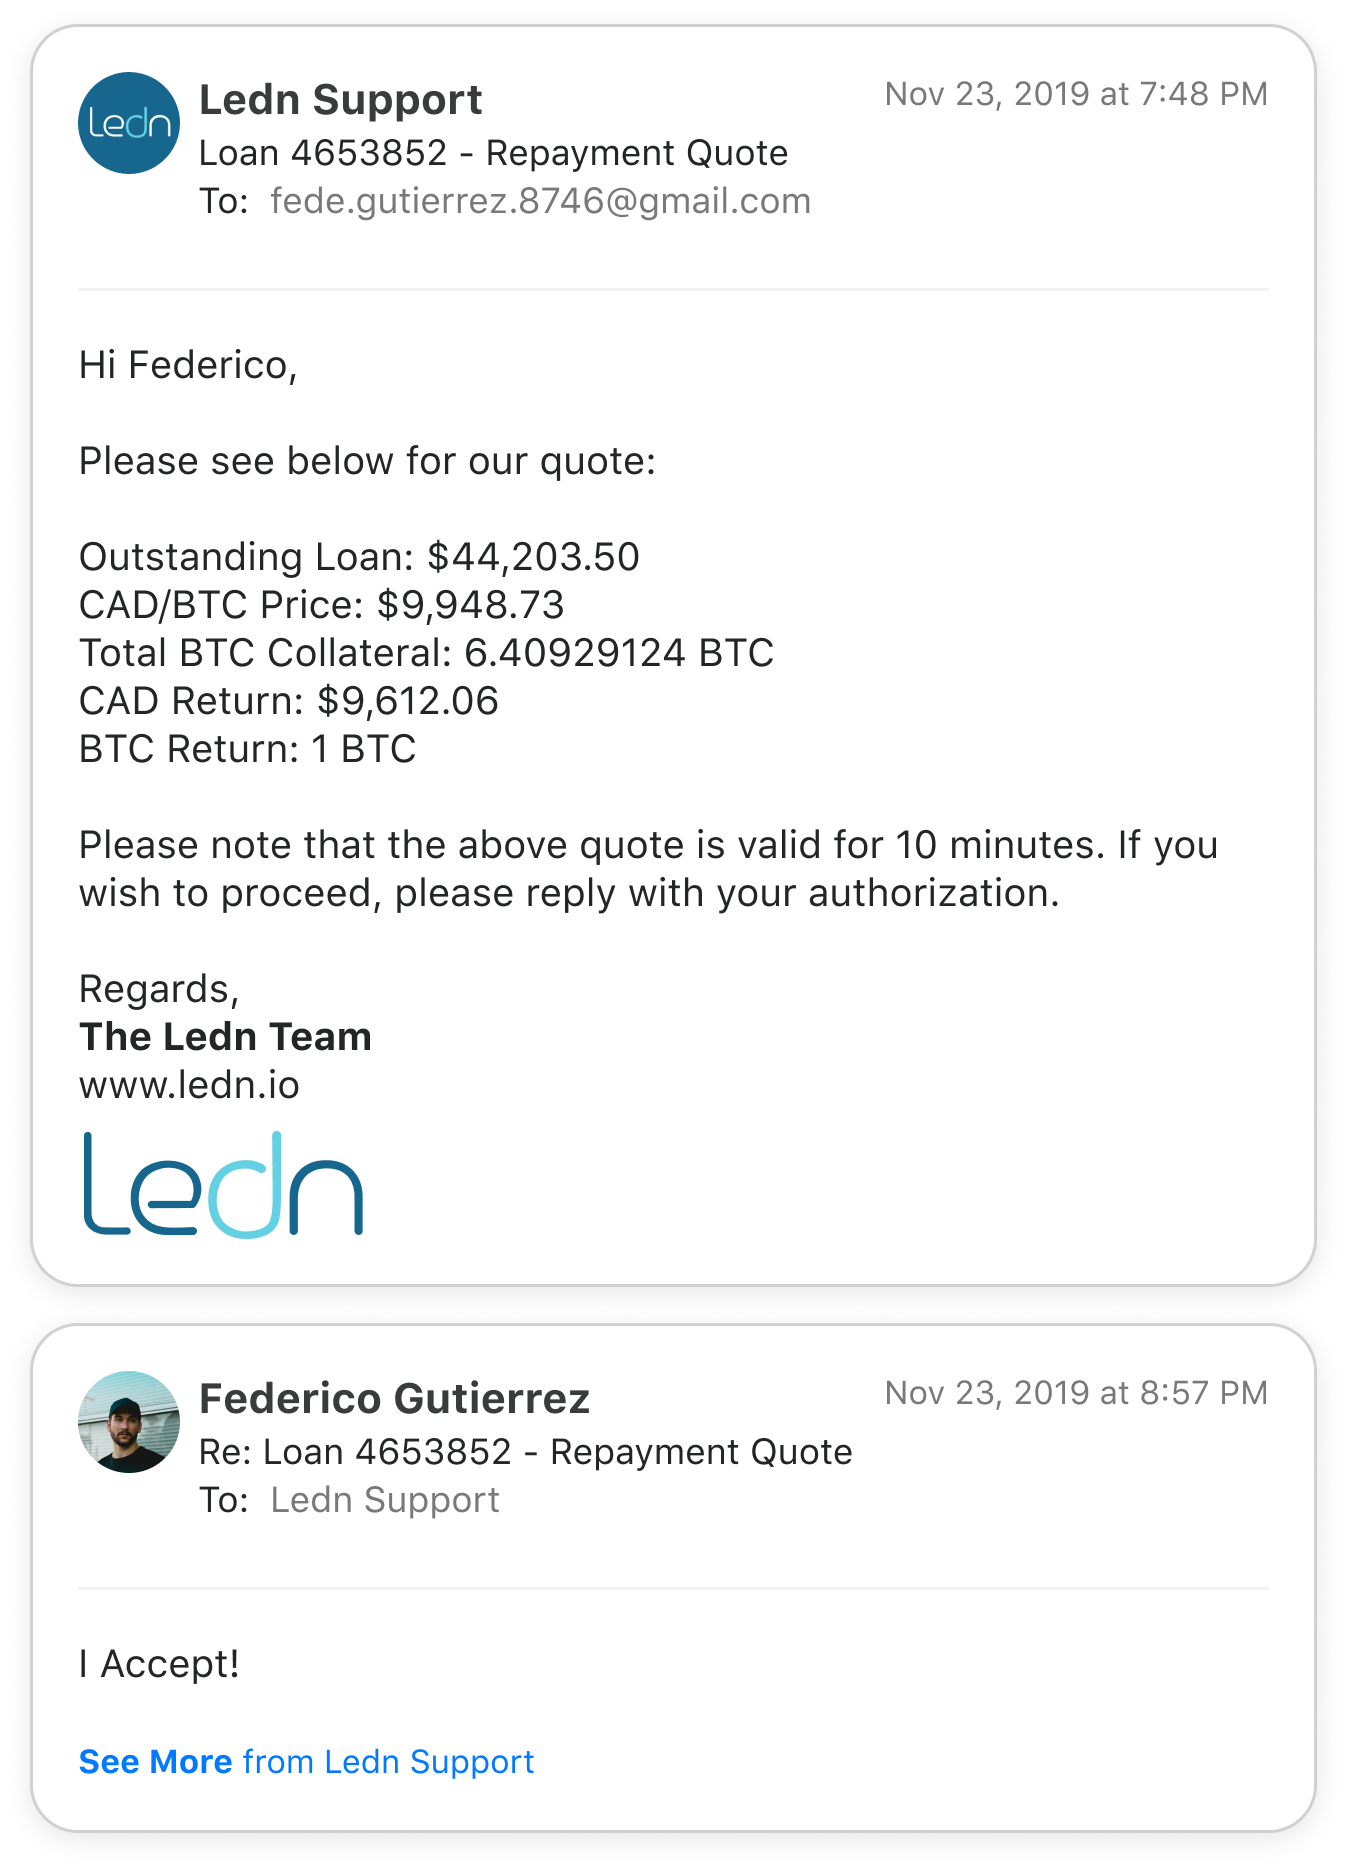 ledn
Ledn Support
Nov 23, 2019 at 7:48 PM
Loan 4653852 - Repayment Quote
To: fede.gutierrez.8746@gmail.com
Hi Federico,
Please see below for our quote:
Outstanding Loan: $44,203.50
CAD/BTC Price: $9,948.73
Total BTC Collateral: 6.40929124 BTC
CAD Return: $9,612.06
BTC Return: 1 BTC
Please note that the above quote is valid for 10 minutes. If you
wish to proceed, please reply with your authorization.
Regards,
The Ledn Team
www.ledn.io
ledn
Federico Gutierrez
Nov 23, 2019 at 8:57 PM
Re: Loan 4653852 - Repayment Quote
To: Ledn Support
I Accept!
See More from Ledn Support